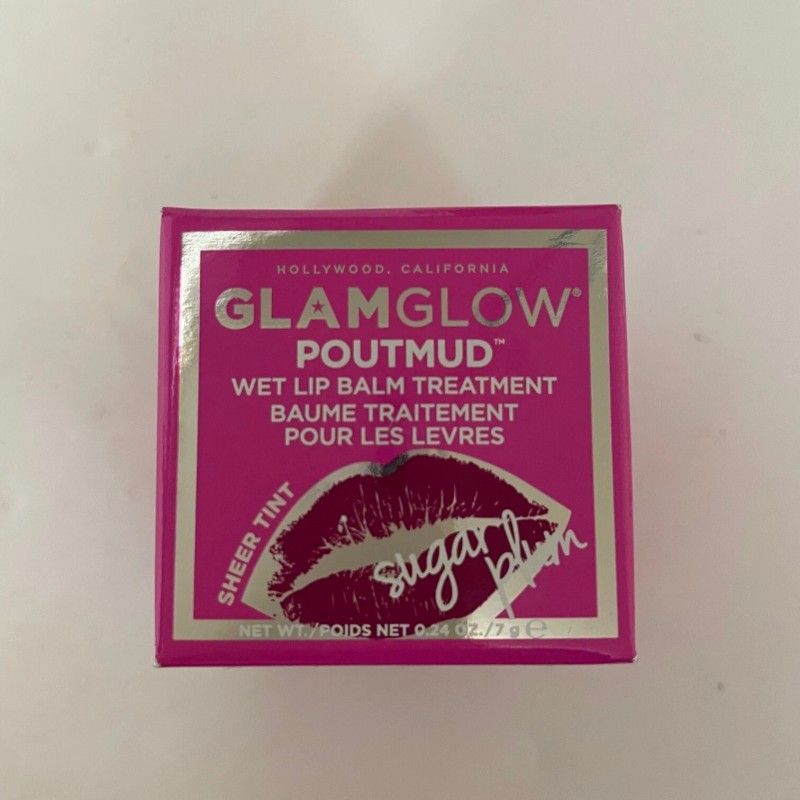 HOLLYWOOD, CALIFORNIA
GLAMGLOW®
POUTMUD™
WET LIP BALM TREATMENT
BAUME TRAITEMENT
POUR LES LEVRES
SHEER TINT
sugar
plum
NET WT./POIDS NET 0.24 OZ./7 g ℮